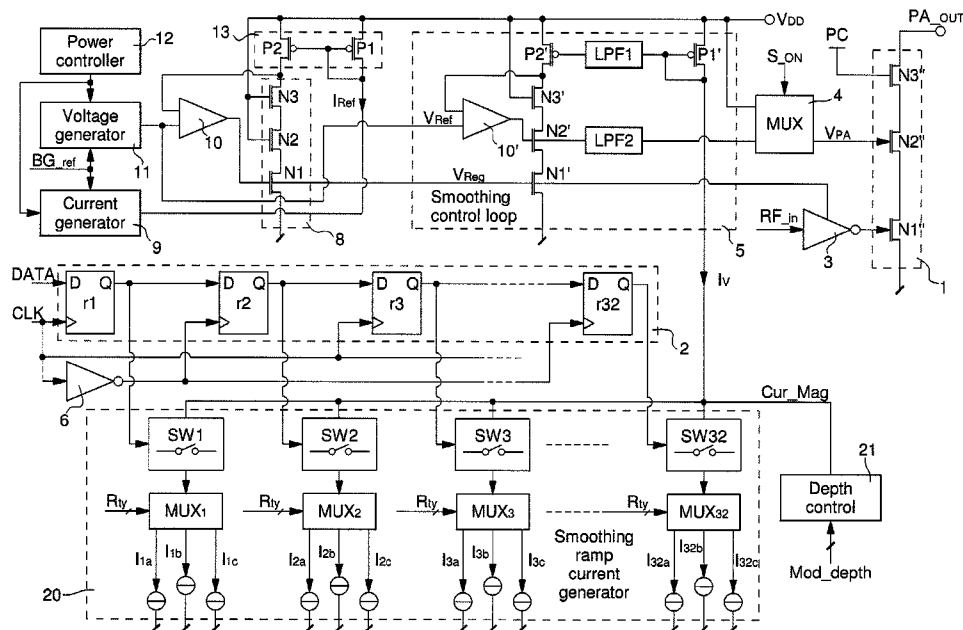 12
13
Power controller
Voltage generator
11
BG_ref
Current generator
9
10
P2
P1
N3
N2
N1
8
IRef
VDD
P2'
LPF1
P1'
N3'
VRef
10'
N2'
LPF2
VReg
N1'
Smoothing control loop
5
S_ON
MUX
4
VPA
PC
PA_OUT
N3"
N2"
N1"
RF_in
3
1
IV
DATA
CLK
D Q
r1
D Q
r2
D Q
r3
D Q
r32
2
6
Cur_Mag
SW1
SW2
SW3
SW32
21
Depth control
Mod_depth
Rty
MUX1
Rty
MUX2
Rty
MUX3
Rty
MUX32
I1a
I1b
I1c
I2a
I2b
I2c
I3a
I3b
I3c
Smoothing ramp current generator
I32a
I32b
I32c
20